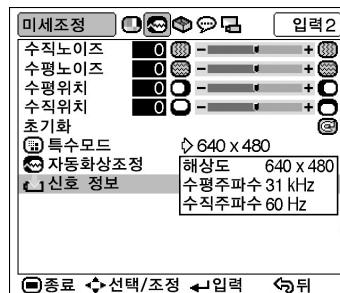 미세조정 입력2
수직노이즈 0 - +
수평노이즈 0 - +
수평위치 0 - +
수직위치 0 - +
초기화
특수모드 640 x 480
자동화상조정
신호 정보
해상도 640 x 480
수평주파수 31 kHz
수직주파수 60 Hz
종료 선택/조정 입력 뒤